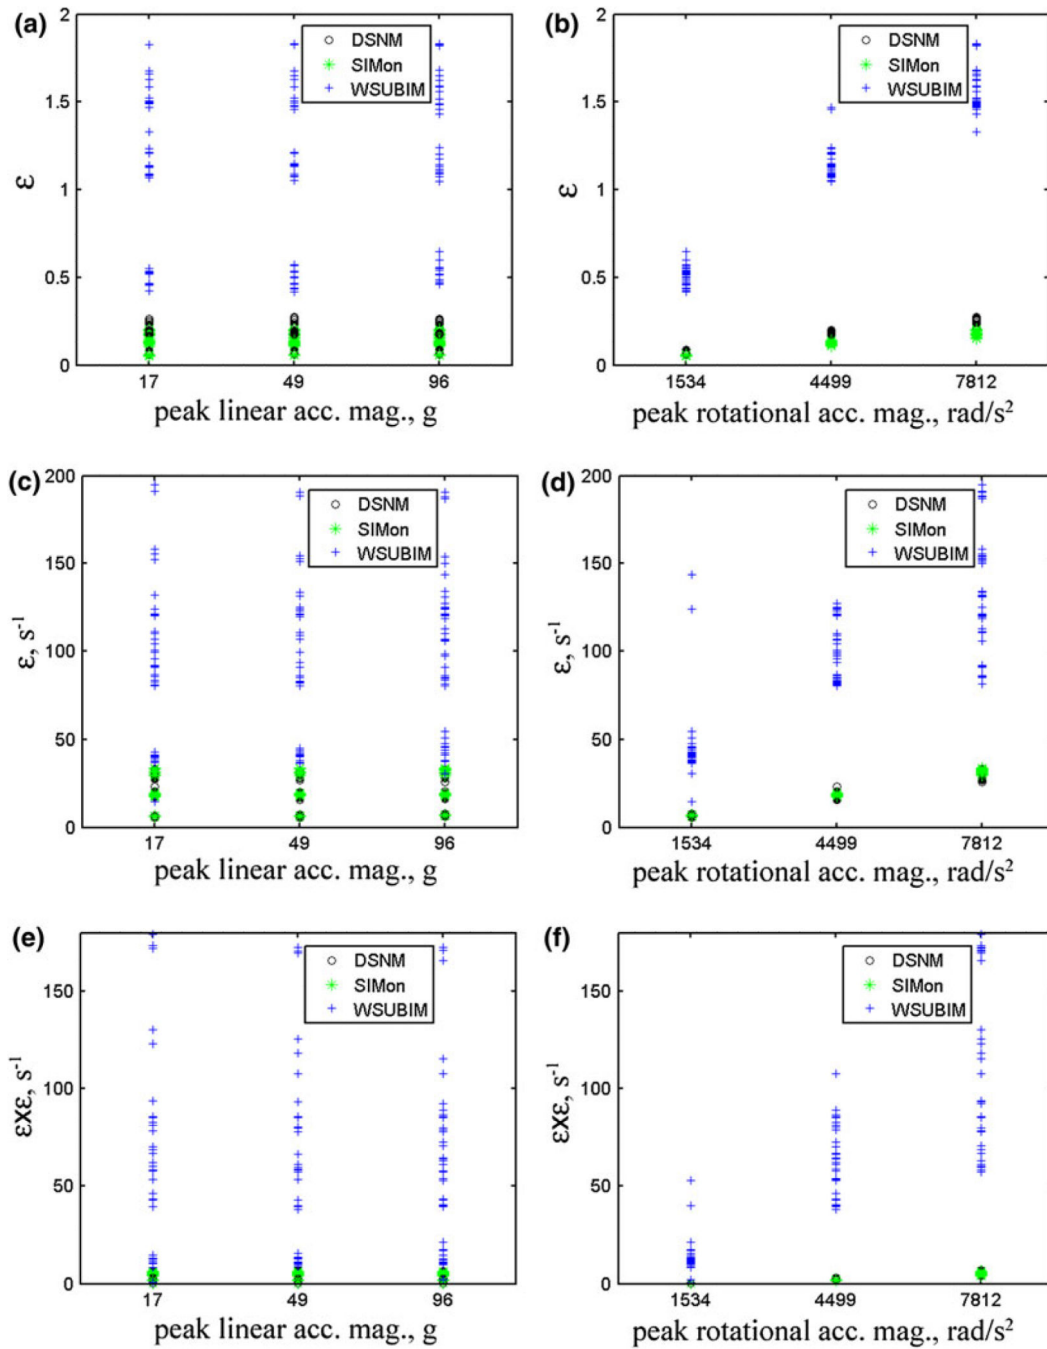 (a)
2
1.5
1
0.5
0
ε
DSNM
SIMon
WSUBIM
17 49 96
peak linear acc. mag., g
(b)
2
1.5
1
0.5
0
ε
DSNM
SIMon
WSUBIM
1534 4499 7812
peak rotational acc. mag., rad/s²
(c)
200
150
100
50
0
ε, s⁻¹
DSNM
SIMon
WSUBIM
17 49 96
peak linear acc. mag., g
(d)
200
150
100
50
0
ε, s⁻¹
DSNM
SIMon
WSUBIM
1534 4499 7812
peak rotational acc. mag., rad/s²
(e)
150
100
50
0
εxε, s⁻¹
DSNM
SIMon
WSUBIM
17 49 96
peak linear acc. mag., g
(f)
150
100
50
0
εxε, s⁻¹
DSNM
SIMon
WSUBIM
1534 4499 7812
peak rotational acc. mag., rad/s²